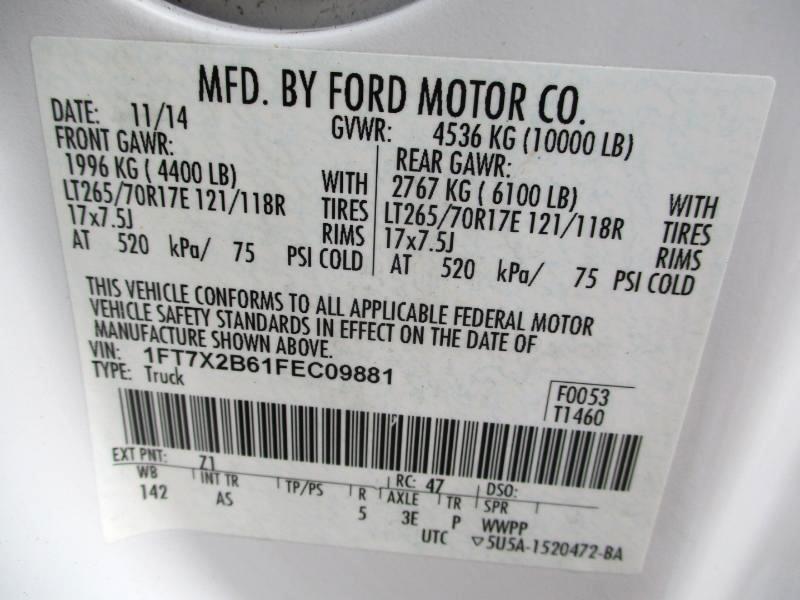 MFD. BY FORD MOTOR CO.
DATE: 11/14 GVWR: 4536 KG (10000 LB)
FRONT GAWR: REAR GAWR:
1996 KG ( 4400 LB) WITH 2767 KG ( 6100 LB) WITH
LT265/70R17E 121/118R TIRES LT265/70R17E 121/118R TIRES
17x7.5J RIMS 17x7.5J RIMS
AT 520 kPa/ 75 PSI COLD AT 520 kPa/ 75 PSI COLD
THIS VEHICLE CONFORMS TO ALL APPLICABLE FEDERAL MOTOR
VEHICLE SAFETY STANDARDS IN EFFECT ON THE DATE OF
MANUFACTURE SHOWN ABOVE.
VIN: 1FT7X2B61FEC09881
TYPE: Truck
F0053
T1460
EXT PNT: Z1 RC: 47 DSO:
WB INT TR TP/PS R AXLE TR SPR
142 AS 5 3E P WWPP
UTC ▽5U5A-1520472-BA